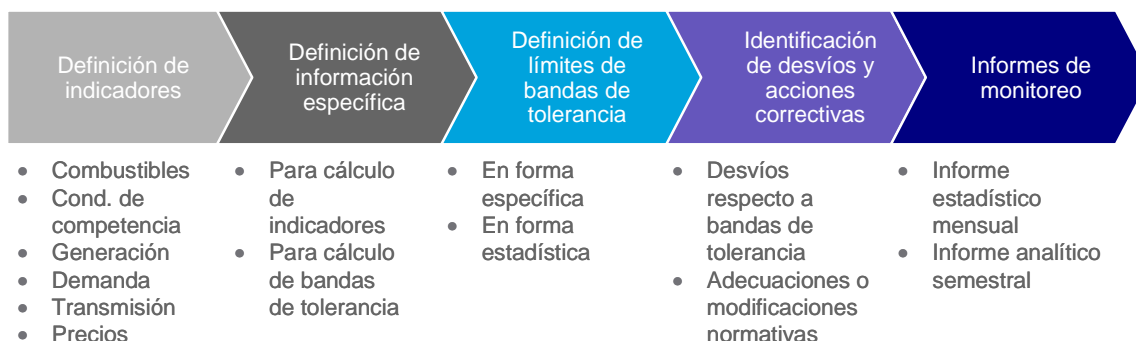 Definición de
indicadores
Definición de
información
específica
Definición de
límites de
bandas de
tolerancia
Identificación
de desvíos y
acciones
correctivas
Informes de
monitoreo
• Combustibles
• Cond. de
competencia
• Generación
• Demanda
• Transmisión
• Precios
• Para cálculo
de
indicadores
• Para cálculo
de bandas
de tolerancia
• En forma
específica
• En forma
estadística
• Desvíos
respecto a
bandas de
tolerancia
• Adecuaciones o
modificaciones
normativas
• Informe
estadístico
mensual
• Informe analítico
semestral